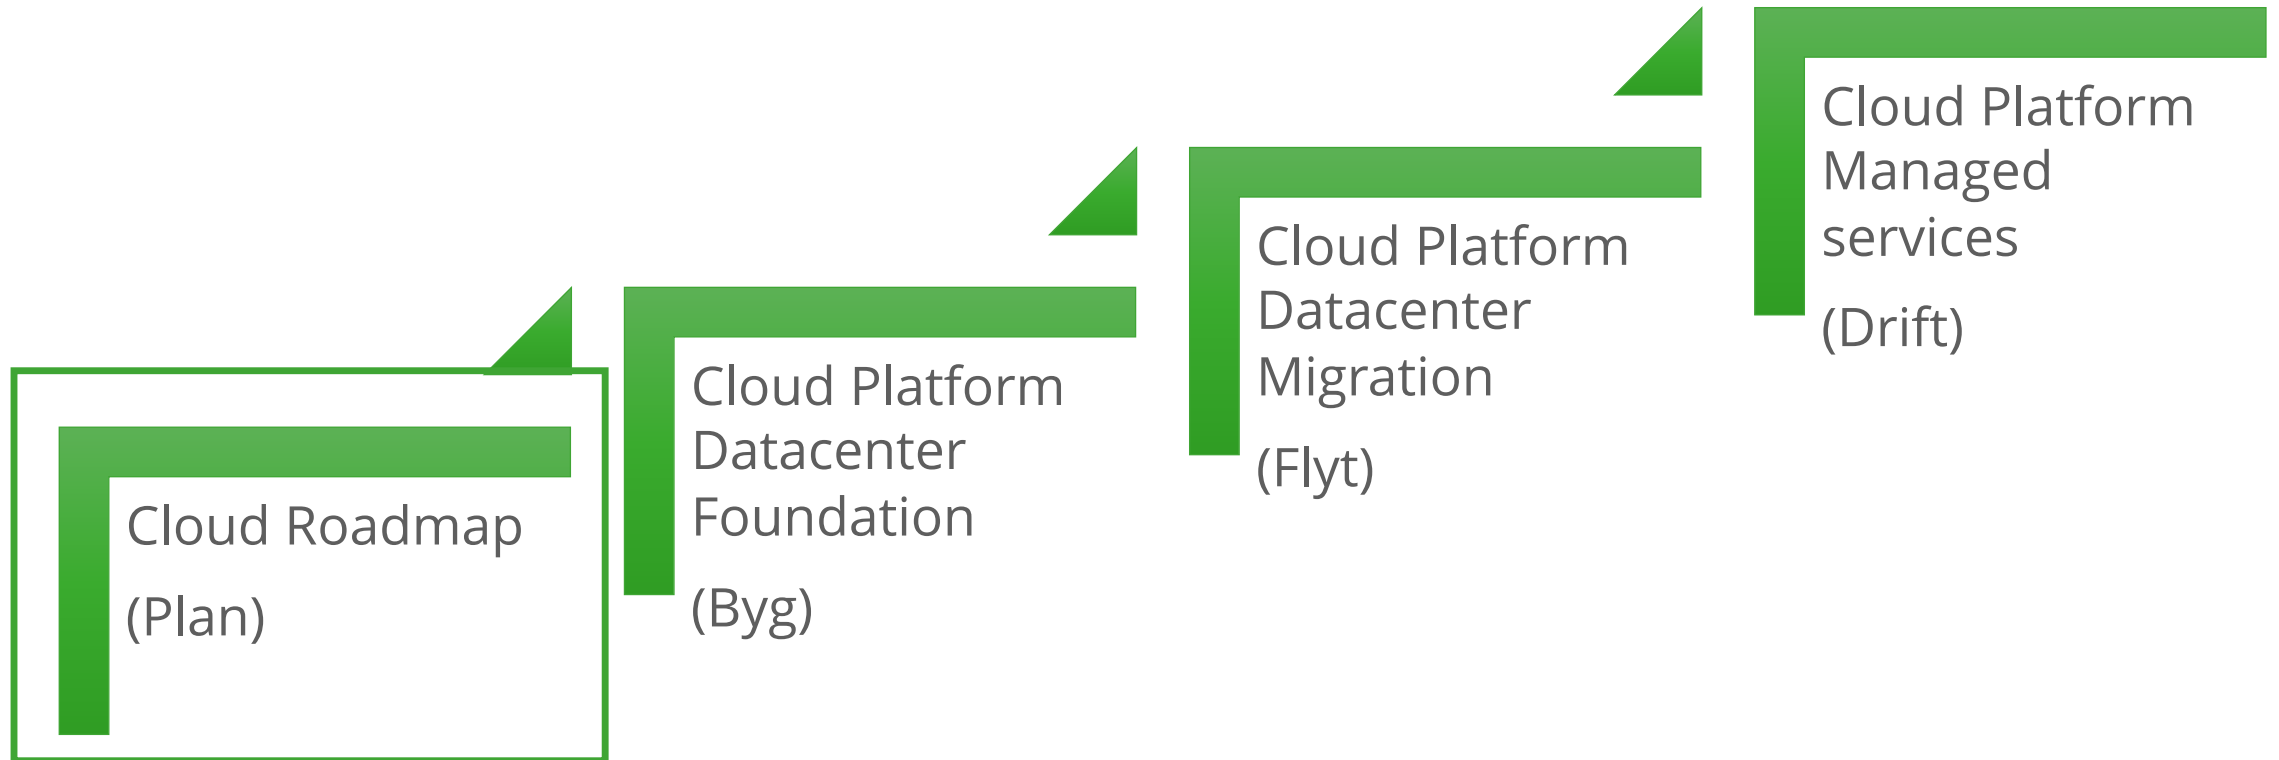 Cloud Roadmap
(Plan)
Cloud Platform
Datacenter
Foundation
(Byg)
Cloud Platform
Datacenter
Migration
(Flyt)
Cloud Platform
Managed
services
(Drift)